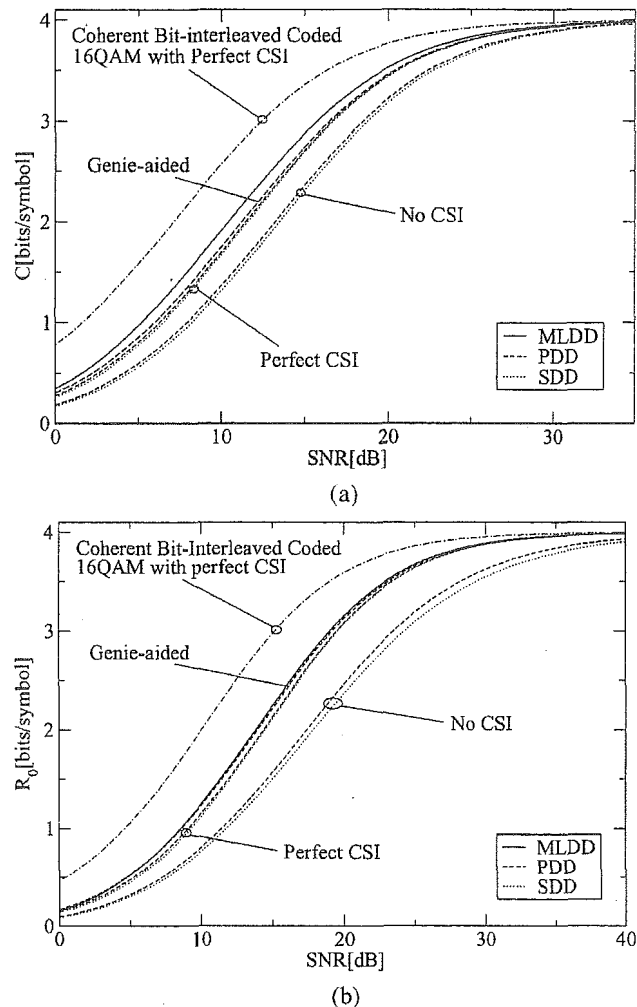 4
3
2
1
0
C[bits/symbol]
Coherent Bit-interleaved Coded
16QAM with Perfect CSI
Genie-aided
No CSI
Perfect CSI
MLDD
PDD
SDD
0
10
20
30
SNR[dB]
(a)
4
3
2
1
0
R_0[bits/symbol]
Coherent Bit-Interleaved Coded
16QAM with perfect CSI
Genie-aided
No CSI
Perfect CSI
MLDD
PDD
SDD
0
10
20
30
40
SNR[dB]
(b)